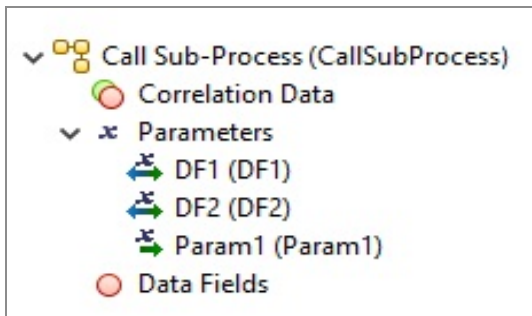 Call Sub-Process (CallSubProcess)
Correlation Data
Parameters
DF1 (DF1)
DF2 (DF2)
Param1 (Param1)
Data Fields